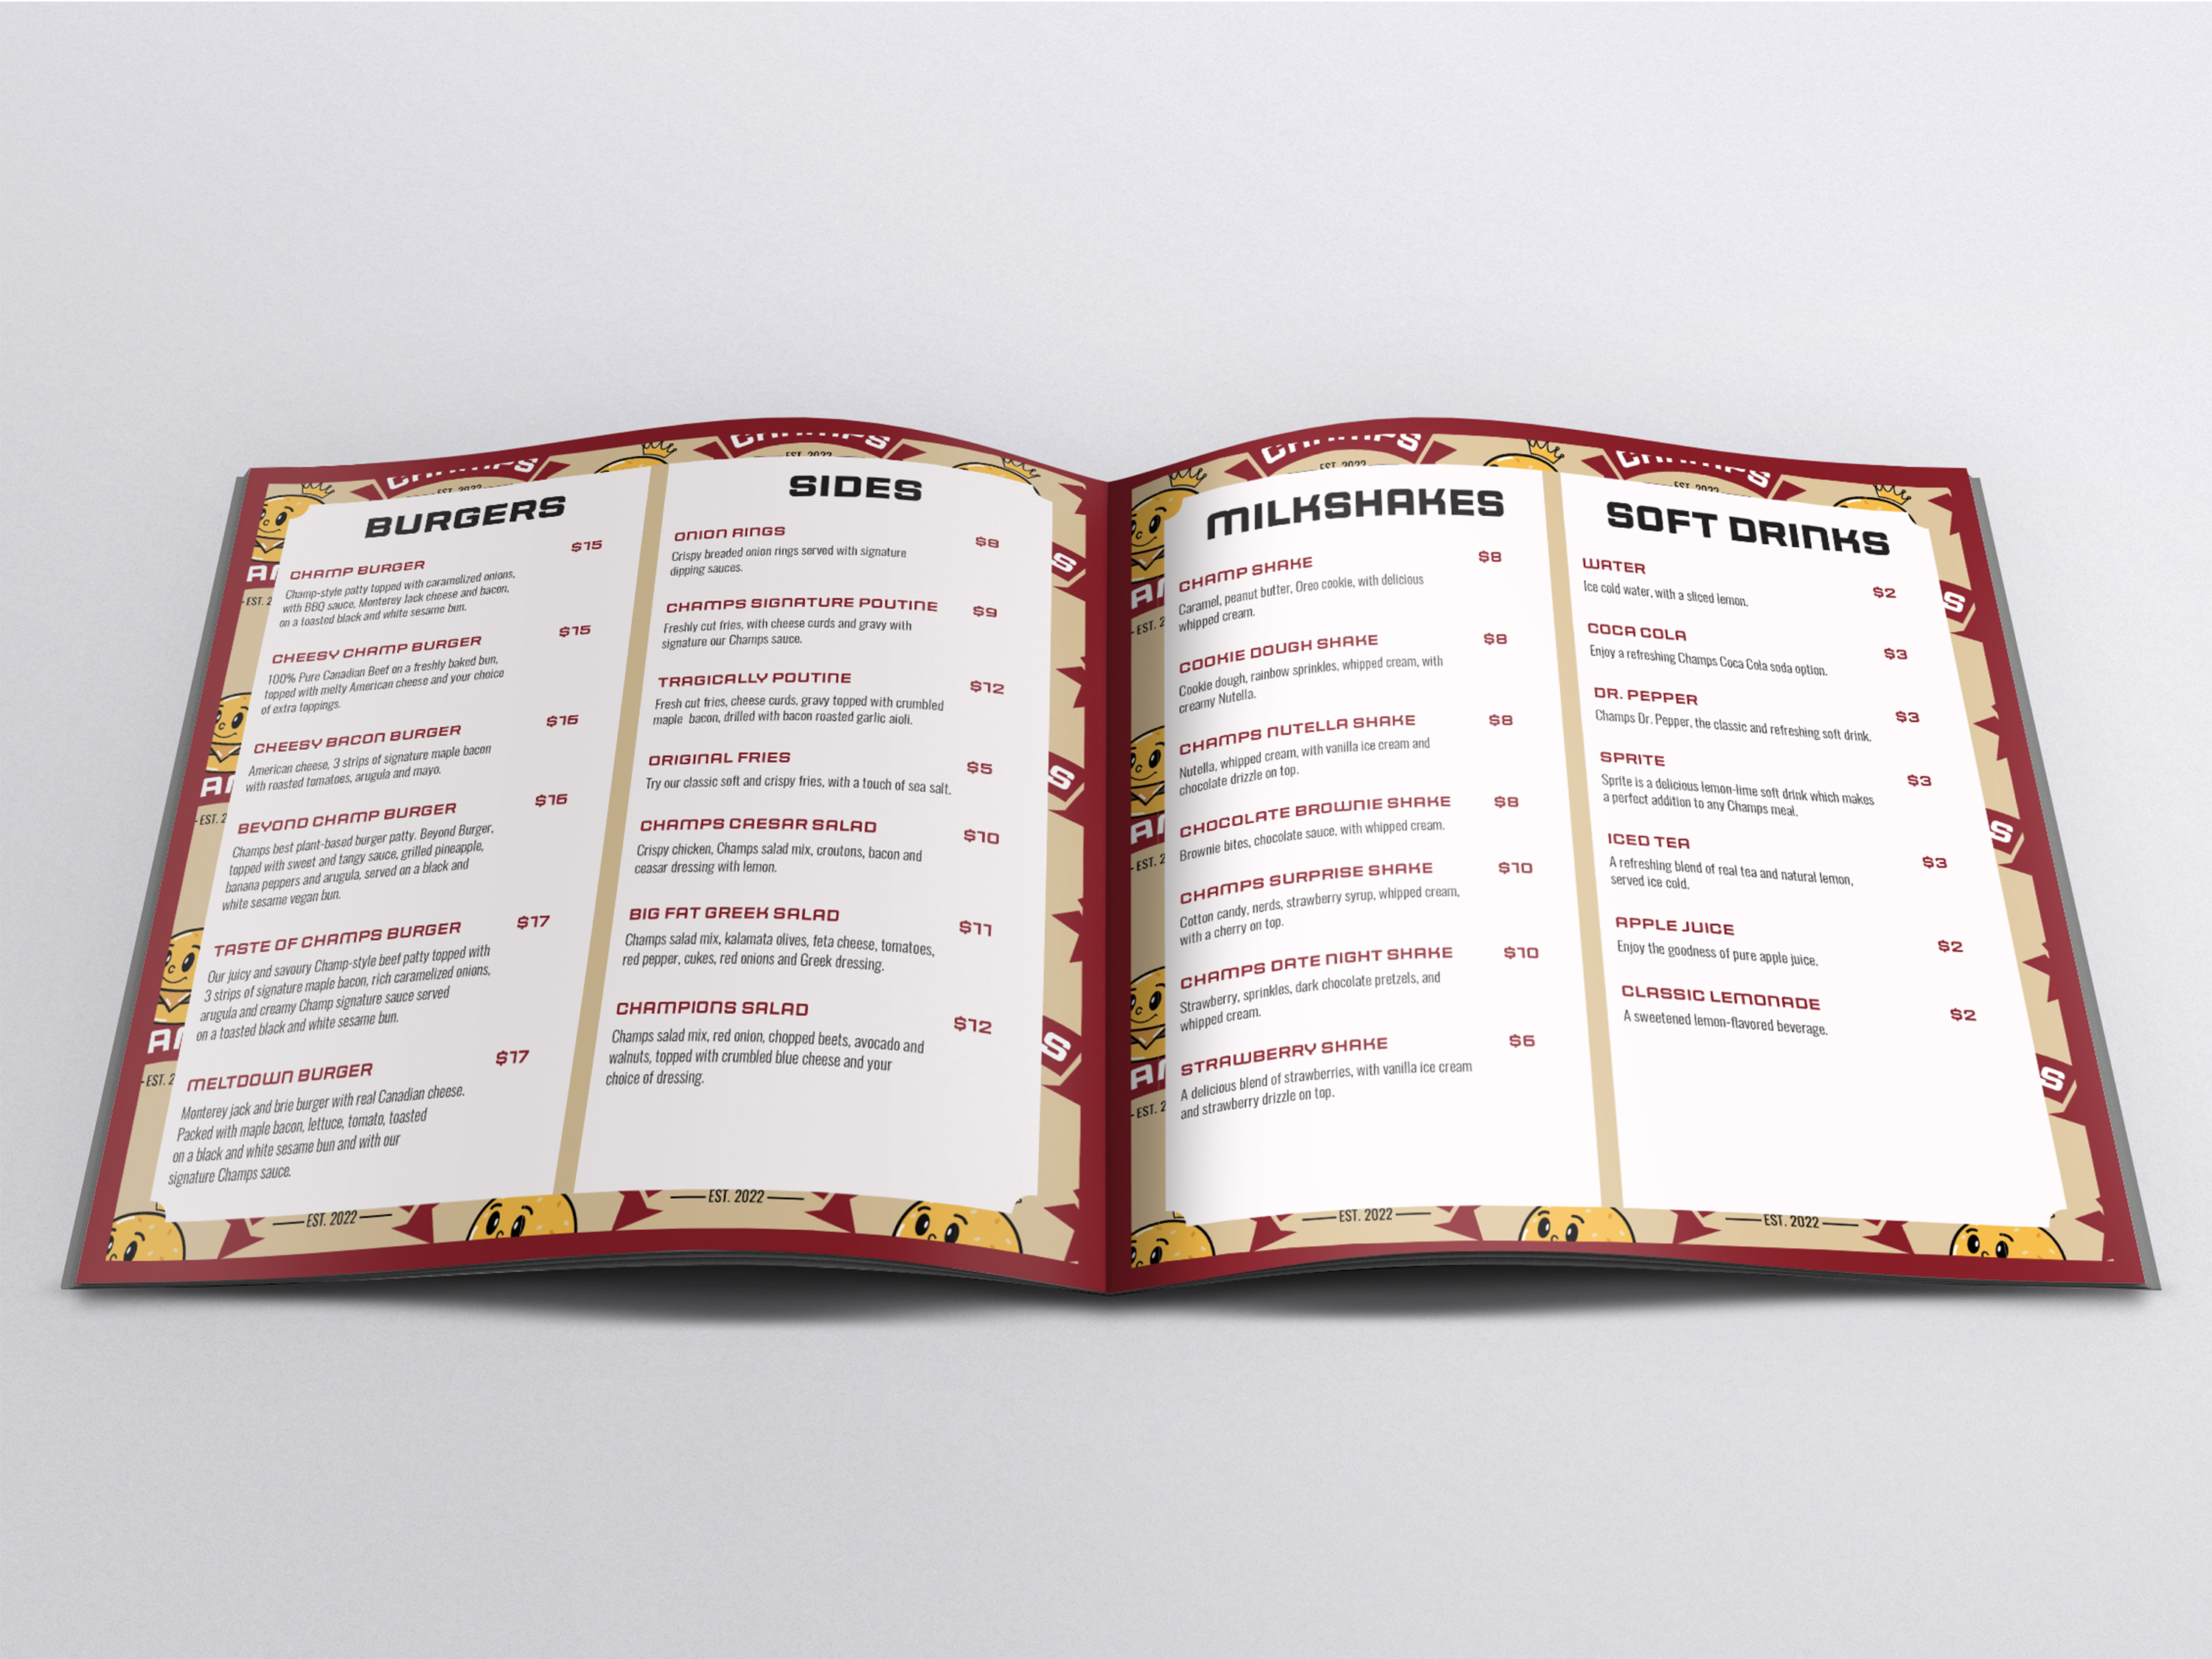 BURGERS
CHAMP BURGER $15
Champ-style patty topped with caramelized onions,
with BBQ sauce, Monterey Jack cheese and bacon,
on a toasted black and white sesame bun.
CHEESY CHAMP BURGER $15
100% Pure Canadian Beef on a freshly baked bun,
topped with melty American cheese and your choice
of extra toppings.
CHEESY BACON BURGER $16
American cheese, 3 strips of signature maple bacon
with roasted tomatoes, arugula and mayo.
BEYOND CHAMP BURGER $16
Champs best plant-based burger patty. Beyond Burger,
topped with sweet and tangy sauce, grilled pineapple,
banana peppers and arugula, served on a black and
white sesame vegan bun.
TASTE OF CHAMPS BURGER $17
Our juicy and savoury Champ-style beef patty topped with
3 strips of signature maple bacon, rich caramelized onions,
arugula and creamy Champ signature sauce served
on a toasted black and white sesame bun.
MELTDOWN BURGER $17
Monterey jack and brie burger with real Canadian cheese.
Packed with maple bacon, lettuce, tomato, toasted
on a black and white sesame bun and with our
signature Champs sauce.
EST. 2022
SIDES
ONION RINGS $8
Crispy breaded onion rings served with signature
dipping sauces.
CHAMPS SIGNATURE POUTINE $9
Freshly cut fries, with cheese curds and gravy with
signature our Champs sauce.
TRAGICALLY POUTINE $12
Fresh cut fries, cheese curds, gravy topped with crumbled
maple bacon, drilled with bacon roasted garlic aioli.
ORIGINAL FRIES $5
Try our classic soft and crispy fries, with a touch of sea salt.
CHAMPS CAESAR SALAD $10
Crispy chicken, Champs salad mix, croutons, bacon and
ceasar dressing with lemon.
BIG FAT GREEK SALAD $11
Champs salad mix, kalamata olives, feta cheese, tomatoes,
red pepper, cukes, red onions and Greek dressing.
CHAMPIONS SALAD $12
Champs salad mix, red onion, chopped beets, avocado and
walnuts, topped with crumbled blue cheese and your
choice of dressing.
EST. 2022
MILKSHAKES
CHAMP SHAKE $8
Caramel, peanut butter, Oreo cookie, with delicious
whipped cream.
COOKIE DOUGH SHAKE $8
Cookie dough, rainbow sprinkles, whipped cream, with
creamy Nutella.
CHAMPS NUTELLA SHAKE $8
Nutella, whipped cream, with vanilla ice cream and
chocolate drizzle on top.
CHOCOLATE BROWNIE SHAKE $8
Brownie bites, chocolate sauce, with whipped cream.
CHAMPS SURPRISE SHAKE $10
Cotton candy, nerds, strawberry syrup, whipped cream,
with a cherry on top.
CHAMPS DATE NIGHT SHAKE $10
Strawberry, sprinkles, dark chocolate pretzels, and
whipped cream.
STRAWBERRY SHAKE $6
A delicious blend of strawberries, with vanilla ice cream
and strawberry drizzle on top.
EST. 2022
SOFT DRINKS
WATER $2
Ice cold water, with a sliced lemon.
COCA COLA $3
Enjoy a refreshing Champs Coca Cola soda option.
DR. PEPPER $3
Champs Dr. Pepper, the classic and refreshing soft drink.
SPRITE $3
Sprite is a delicious lemon-lime soft drink which makes
a perfect addition to any Champs meal.
ICED TEA $3
A refreshing blend of real tea and natural lemon,
served ice cold.
APPLE JUICE $2
Enjoy the goodness of pure apple juice.
CLASSIC LEMONADE $2
A sweetened lemon-flavored beverage.
EST. 2022